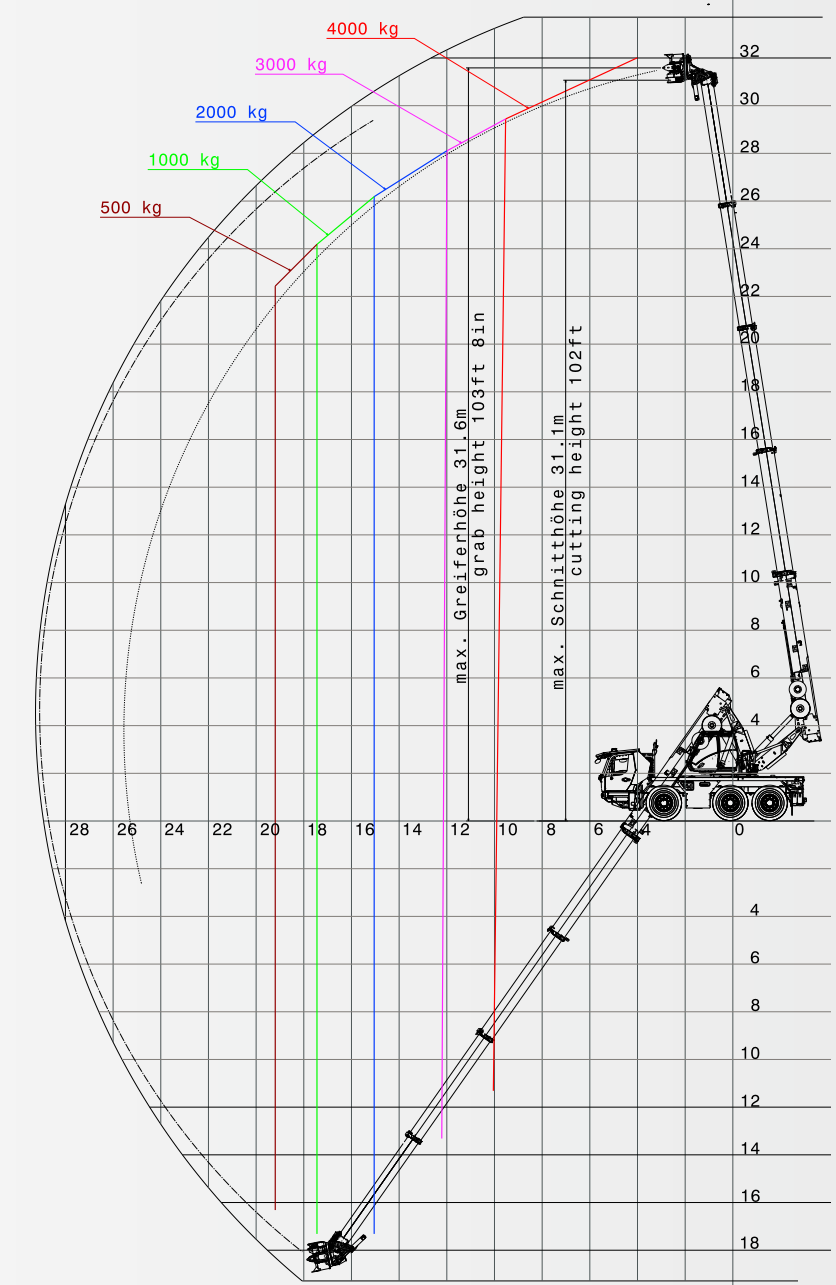 4000 kg
3000 kg
2000 kg
1000 kg
500 kg
32
30
28
26
24
22
20
18
16
14
12
10
8
6
4
max. Greiferhöhe 31.6m
grab height 103ft 8in
max. Schnitthöhe 31.1m
cutting height 102ft
28 26 24 22 20 18 16 14 12 10 8 6 4 0
4
6
8
10
12
14
16
18